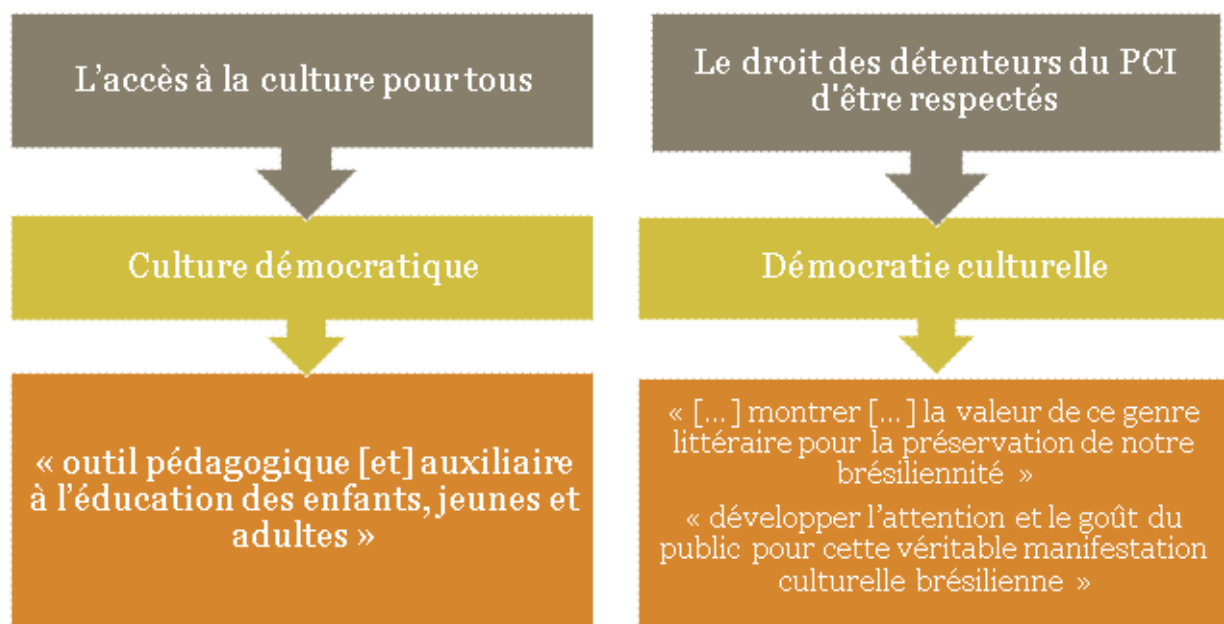 L’accès à la culture pour tous
Culture démocratique
« outil pédagogique [et] auxiliaire
à l’éducation des enfants, jeunes et
adultes »
Le droit des détenteurs du PCI
d'être respectés
Démocratie culturelle
« [...] montrer [...] la valeur de ce genre
littéraire pour la préservation de notre
brésiliennité »
« développer l’attention et le goût du
public pour cette véritable manifestation
culturelle brésilienne »